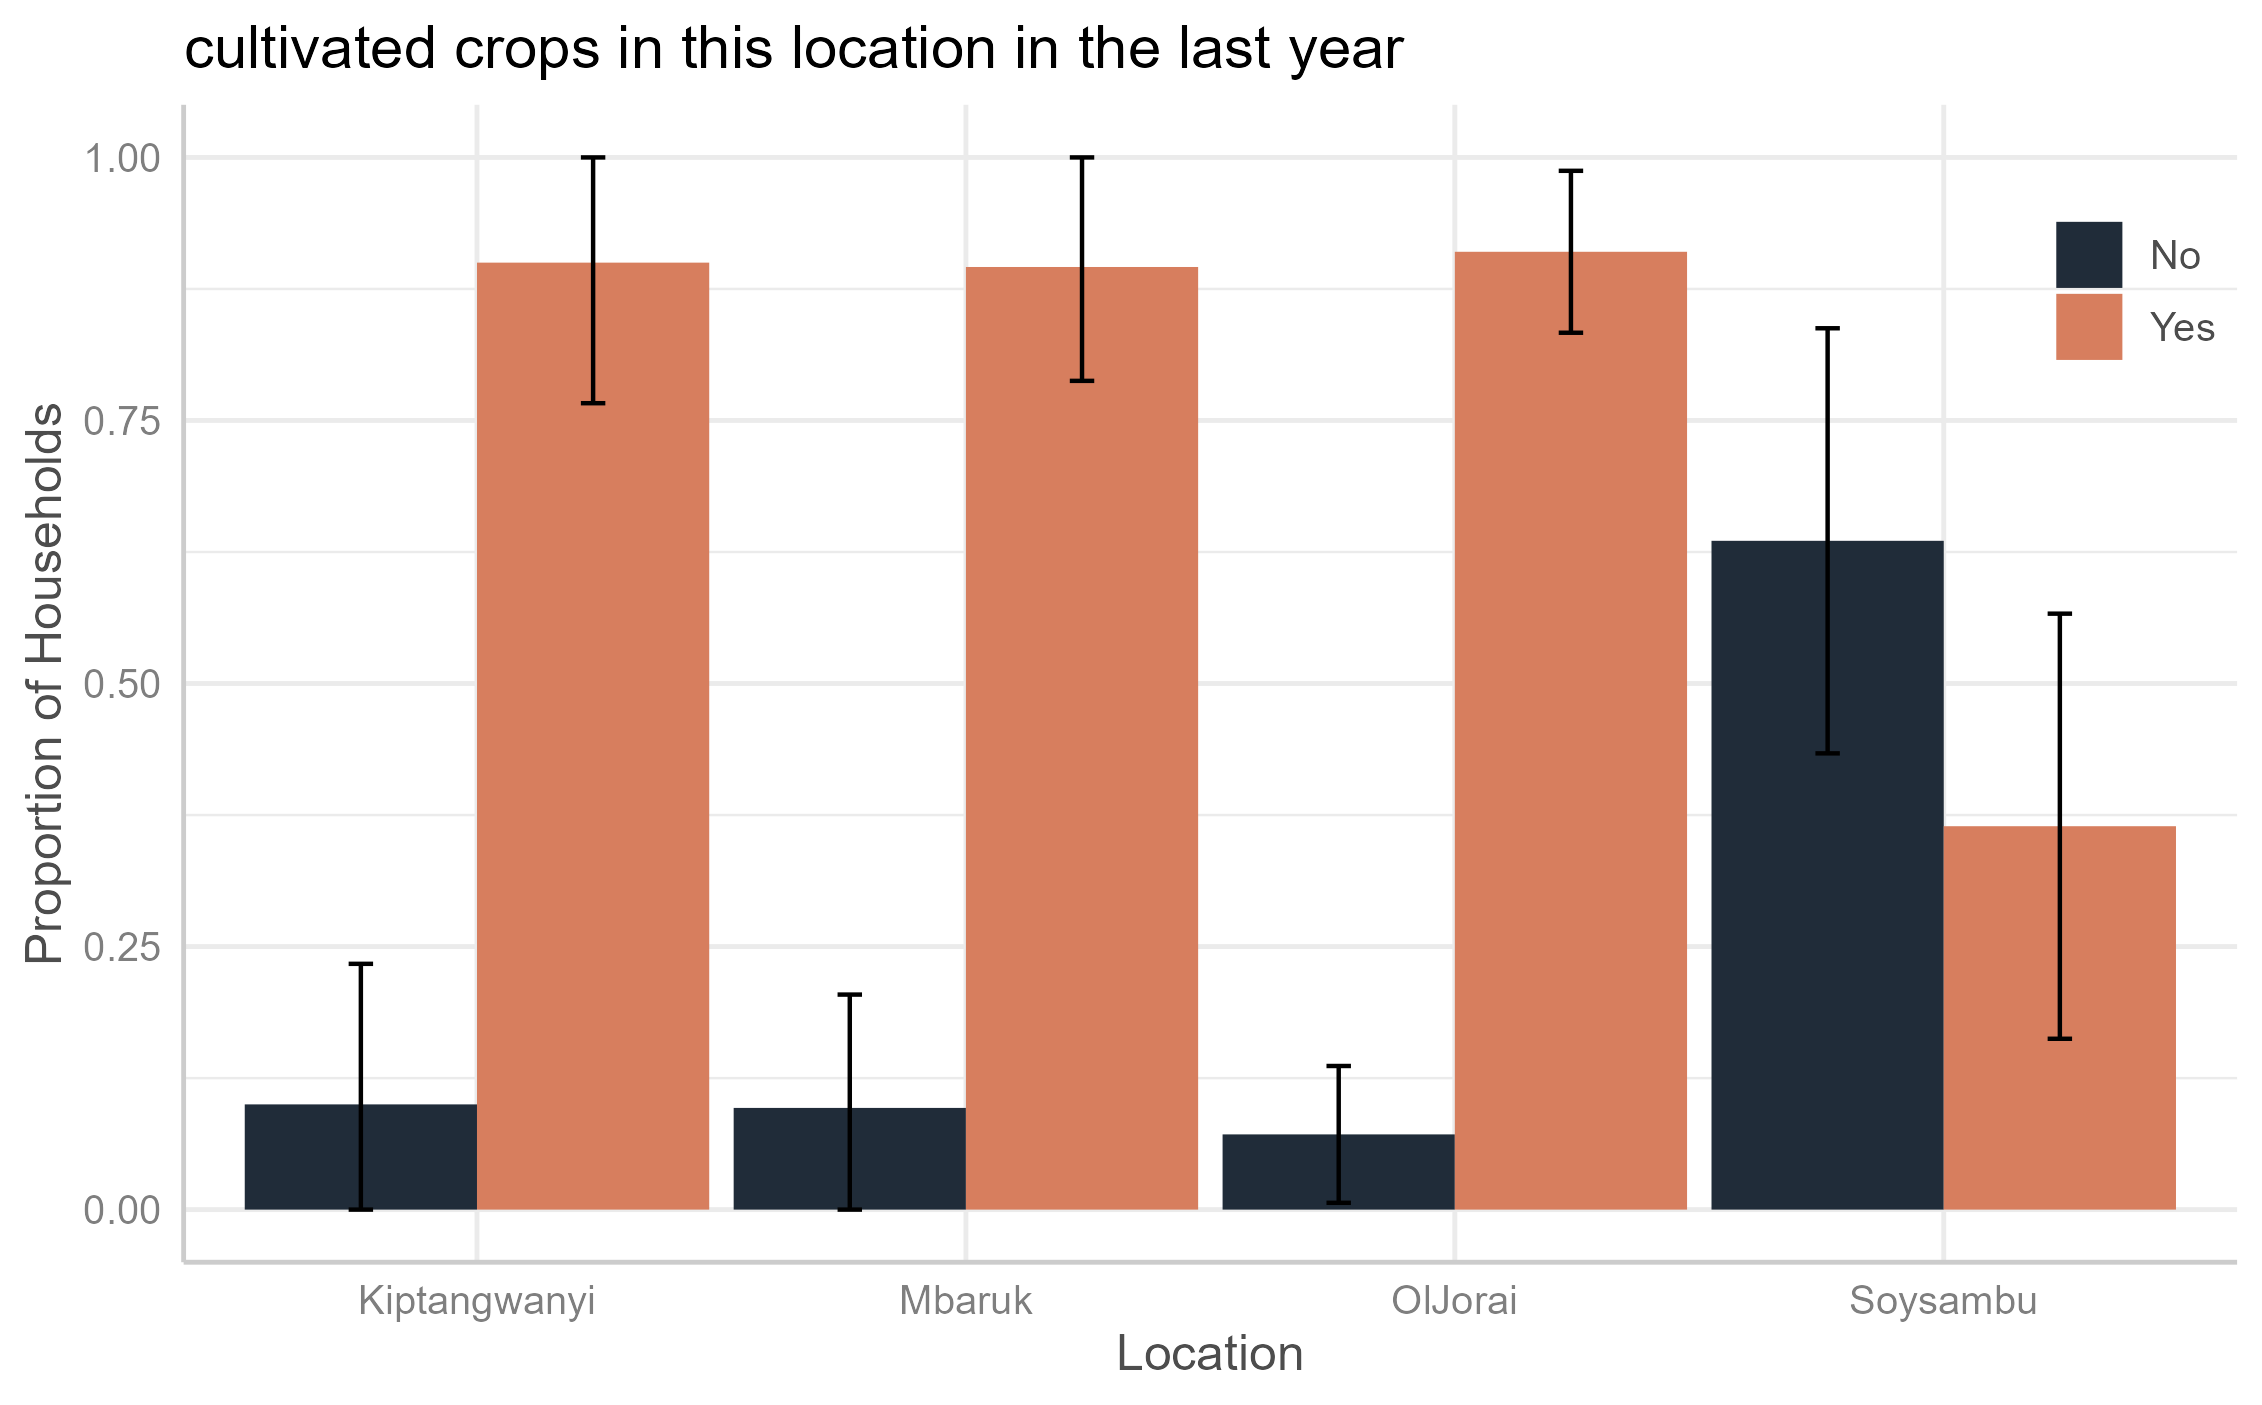 cultivated crops in this location in the last year
1.00
0.75
0.50
0.25
0.00
Proportion of Households
No
Yes
Kiptangwanyi
Mbaruk
OlJorai
Soysambu
Location